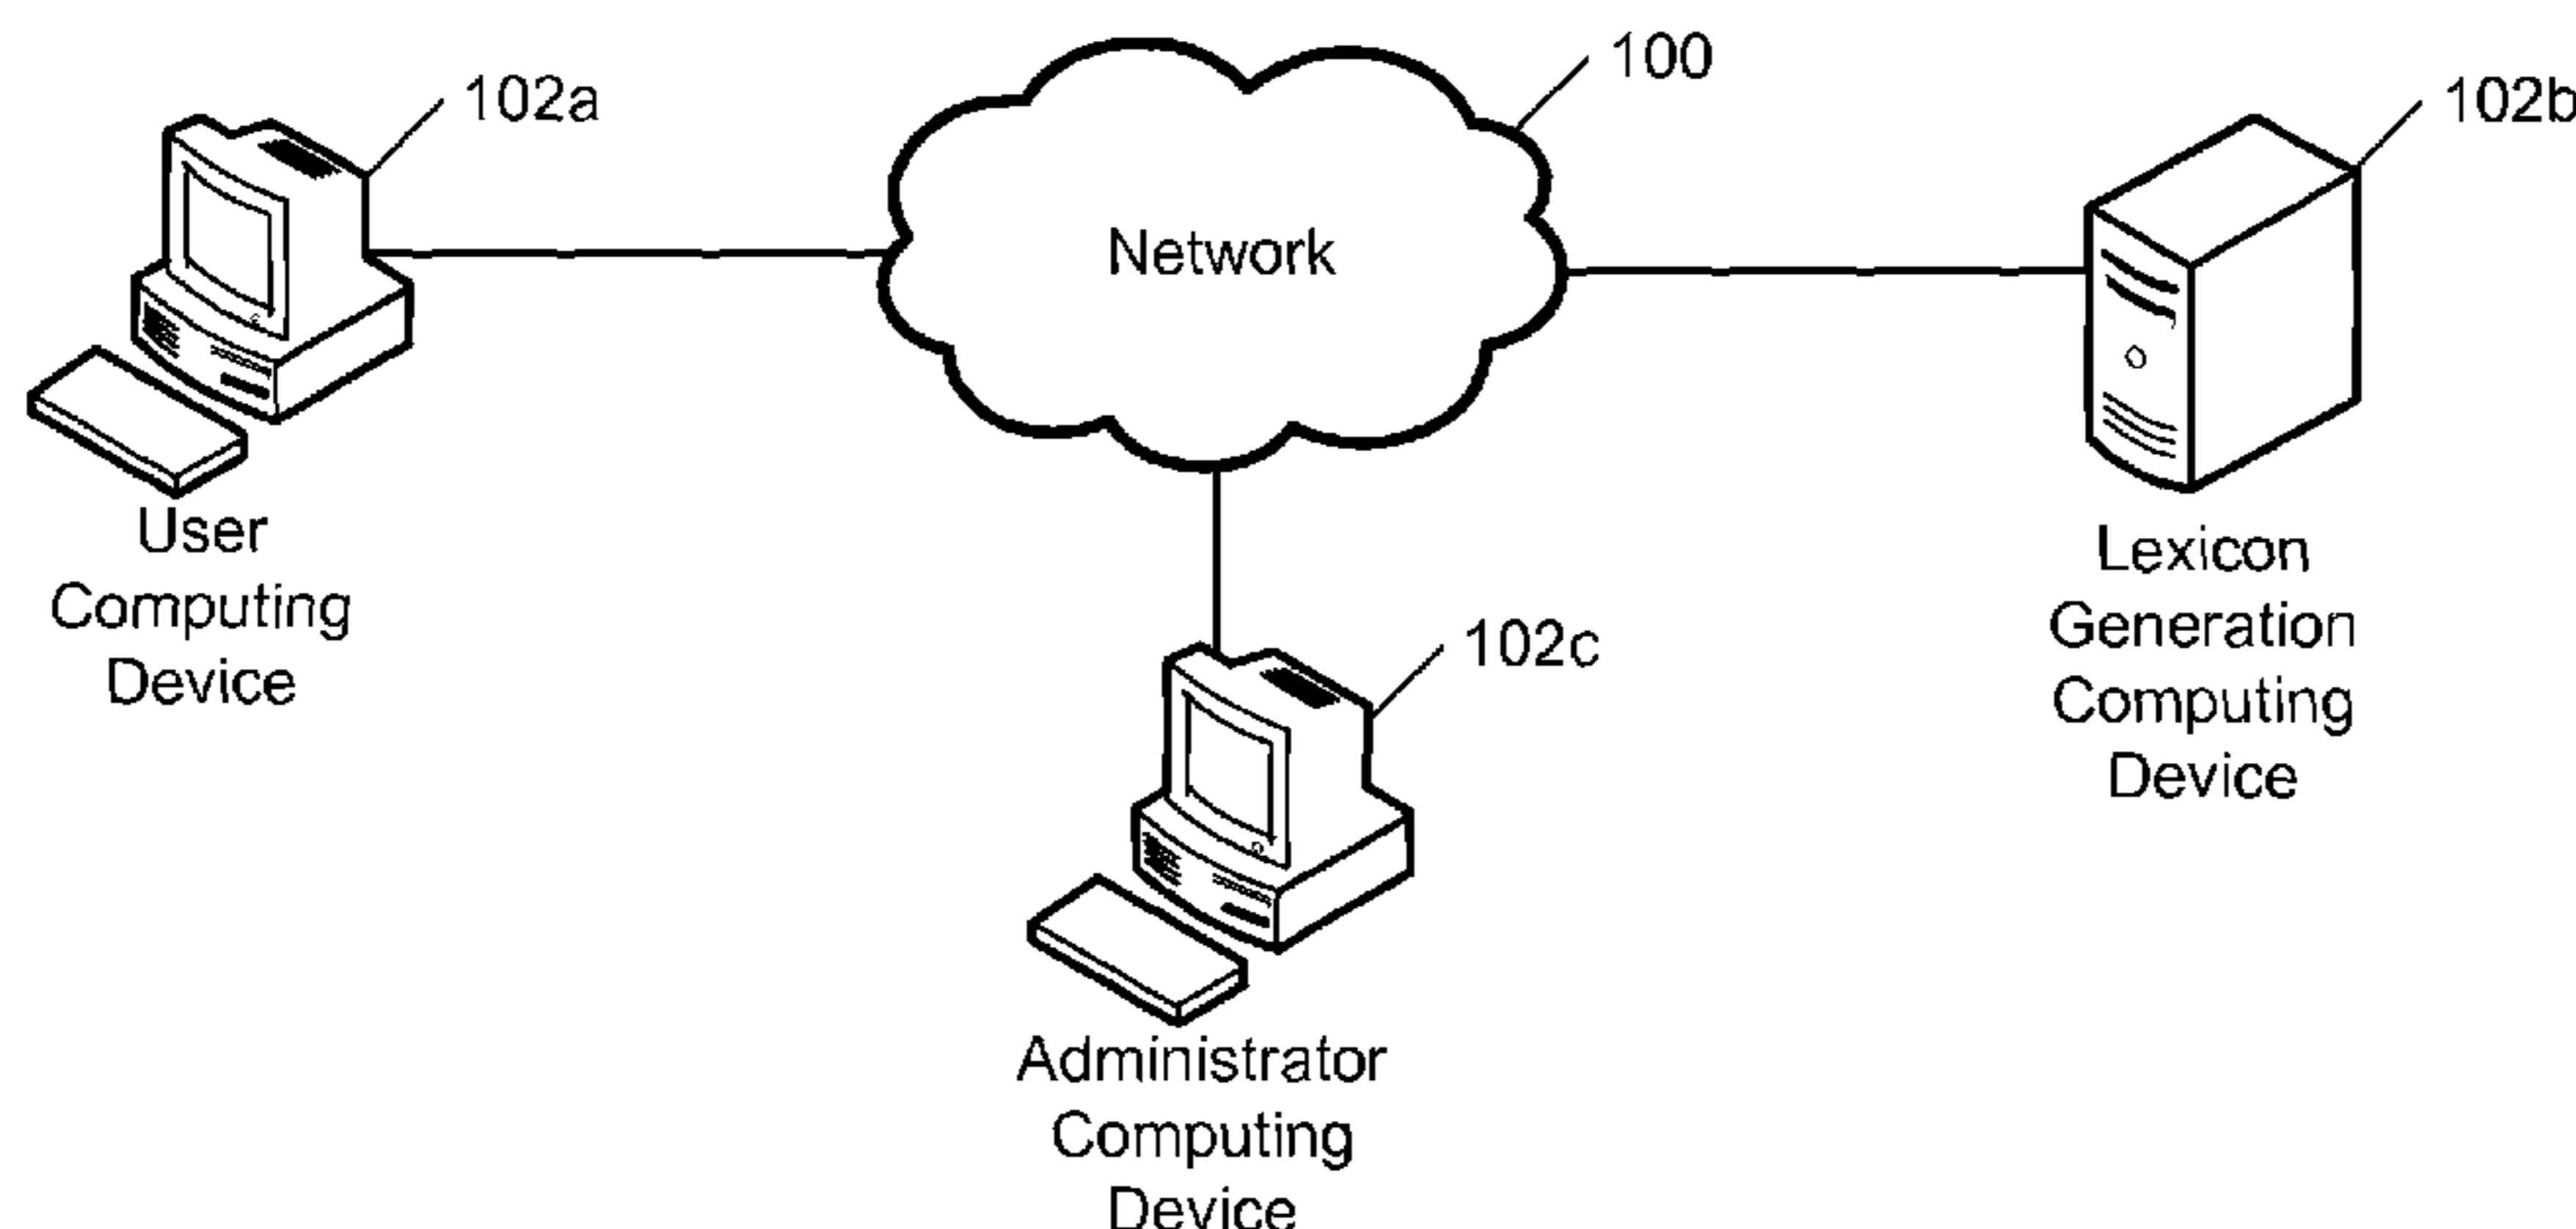 100
102a
102b
Network
User
Computing
Device
Lexicon
Generation
Computing
Device
102c
Administrator
Computing
Device